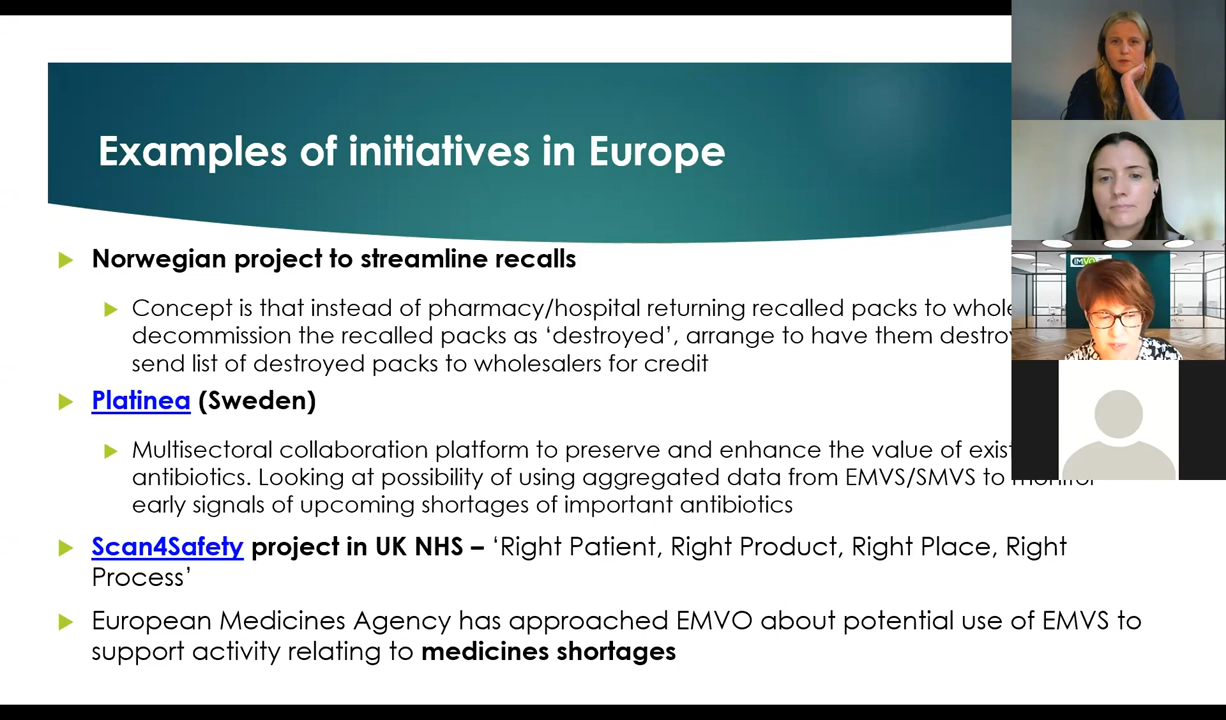 Examples of initiatives in Europe
Norwegian project to streamline recalls
Concept is that instead of pharmacy/hospital returning recalled packs to
decommission the recalled packs as ‘destroyed’, arrange to have them
send list of destroyed packs to wholesalers for credit
Platinea (Sweden)
Multisectoral collaboration platform to preserve and enhance the value of
antibiotics. Looking at possibility of using aggregated data from EMVS/SMVS to
early signals of upcoming shortages of important antibiotics
Scan4Safety project in UK NHS – ‘Right Patient, Right Product, Right Place, Right
Process’
European Medicines Agency has approached EMVO about potential use of EMVS to
support activity relating to medicines shortages